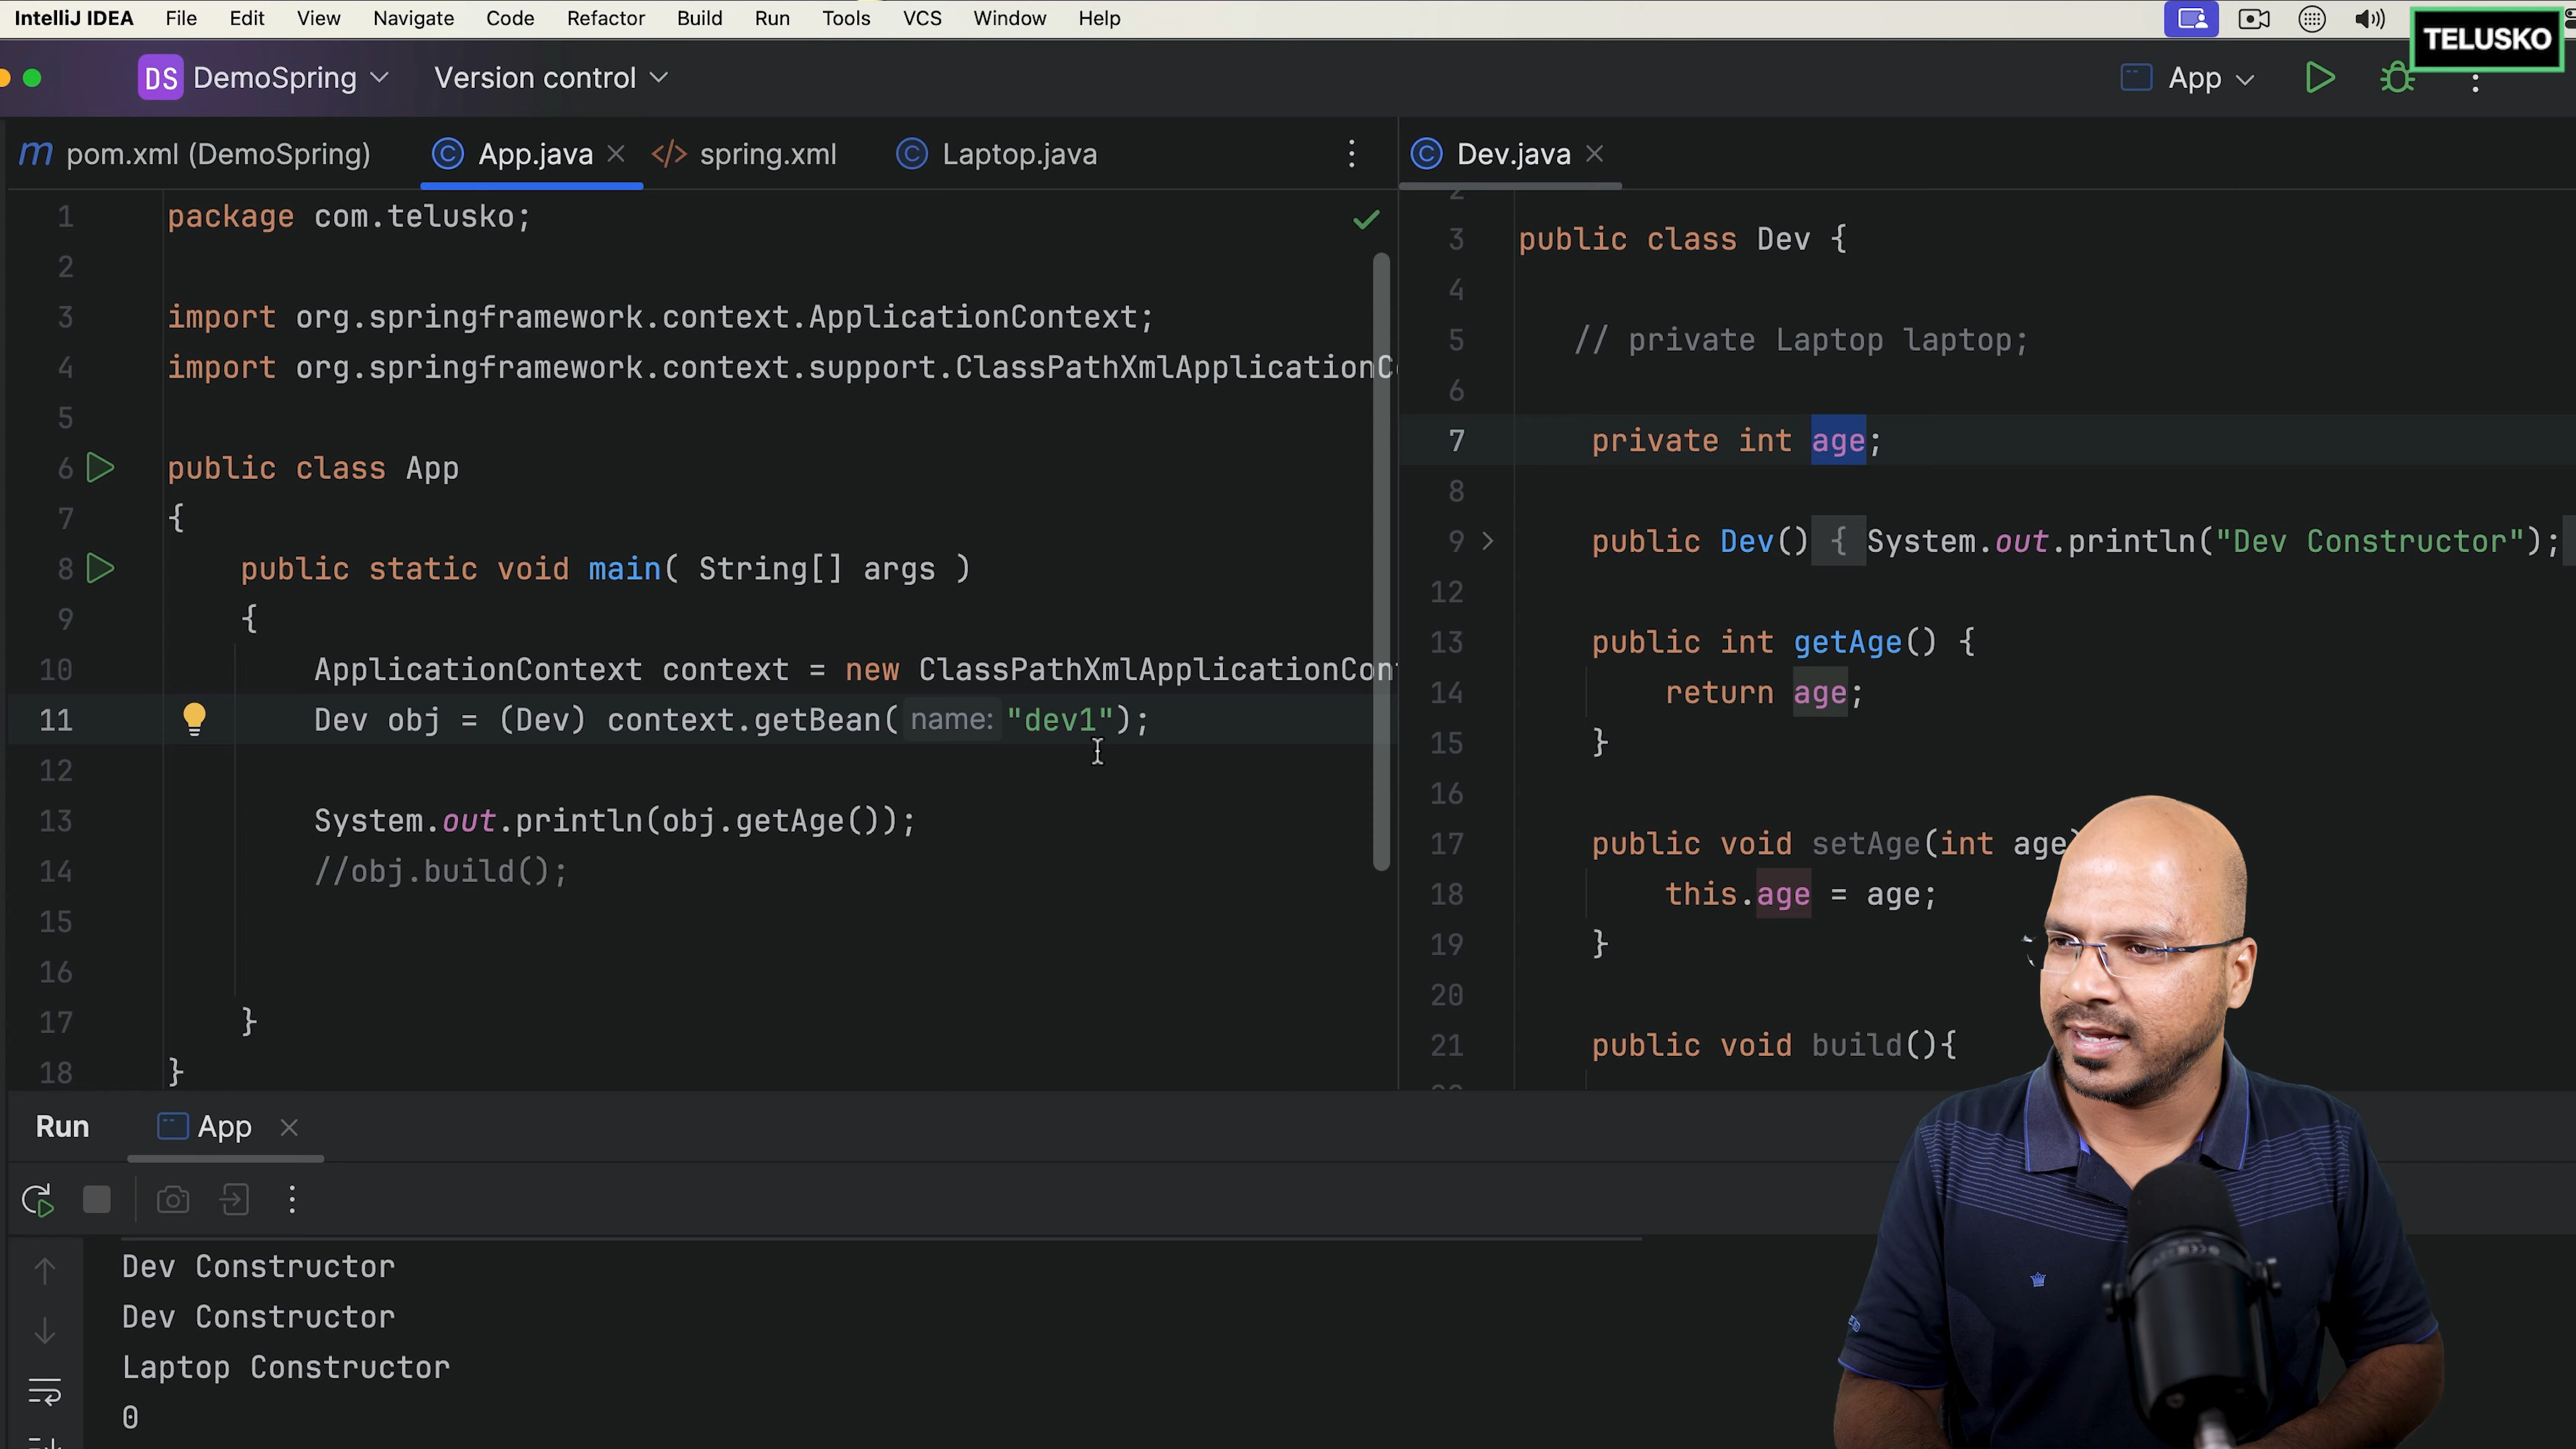 IntelliJ IDEA File Edit View Navigate Code Refactor Build Run Tools VCS Window Help
TELUSKO
DS DemoSpring Version control App
m pom.xml (DemoSpring) App.java spring.xml Laptop.java
1 package com.telusko;
2
3 import org.springframework.context.ApplicationContext;
4 import org.springframework.context.support.ClassPathXmlApplicationC
5
6 public class App
7 {
8 public static void main( String[] args )
9 {
10 ApplicationContext context = new ClassPathXmlApplicationCon
11 Dev obj = (Dev) context.getBean( name: "dev1");
12
13 System.out.println(obj.getAge());
14 //obj.build();
15
16
17 }
18 }
Dev.java
2
3 public class Dev {
4
5 // private Laptop laptop;
6
7 private int age;
8
9 public Dev() { System.out.println("Dev Constructor");
12
13 public int getAge() {
14 return age;
15 }
16
17 public void setAge(int age
18 this.age = age;
19 }
20
21 public void build(){
Run App
Dev Constructor
Dev Constructor
Laptop Constructor
0